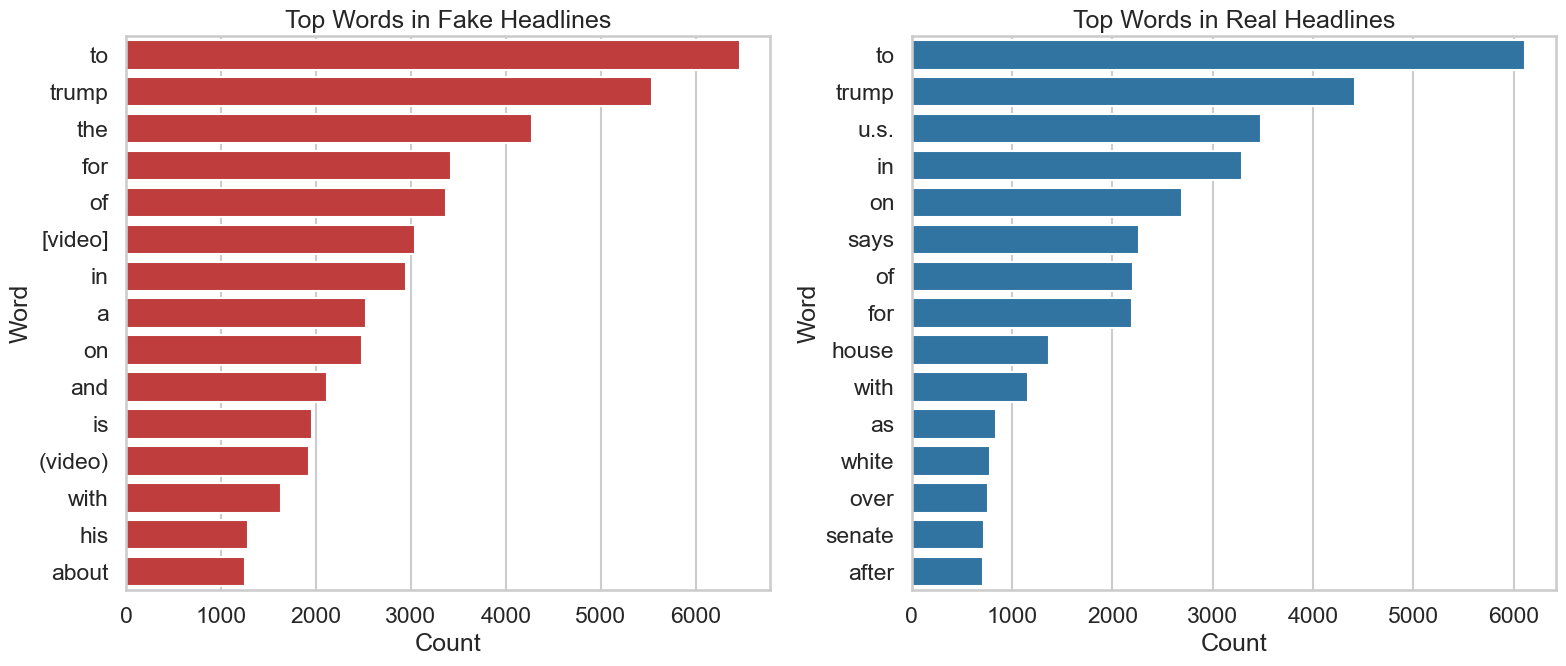 Top Words in Fake Headlines
Word
to
trump
the
for
of
[video]
in
a
on
and
is
(video)
with
his
about
0 1000 2000 3000 4000 5000 6000
Count
Top Words in Real Headlines
Word
to
trump
u.s.
in
on
says
of
for
house
with
as
white
over
senate
after
0 1000 2000 3000 4000 5000 6000
Count